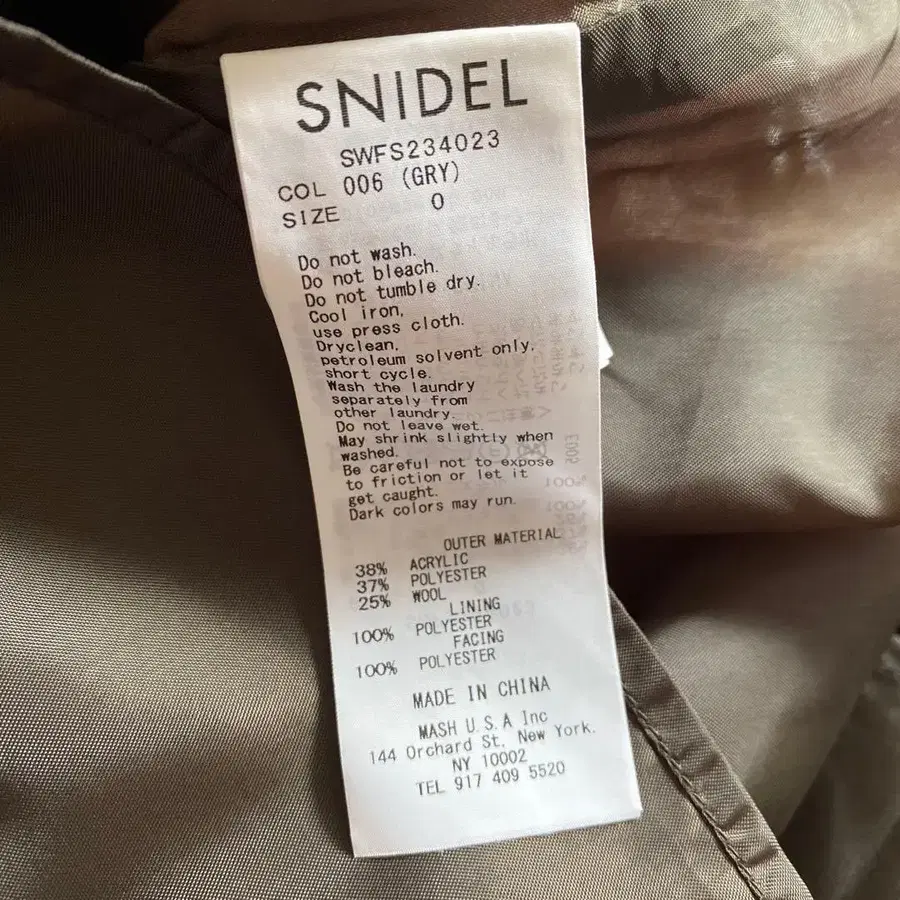 SNIDEL
SWFS234023
COL 006 (GRY)
SIZE 0
Do not wash.
Do not bleach.
Do not tumble dry.
Cool iron,
use press cloth.
Dryclean,
petroleum solvent only,
short cycle.
Wash the laundry
separately from
other laundry.
Do not leave wet.
May shrink slightly when
washed.
Be careful not to expose
to friction or let it
get caught.
Dark colors may run.
OUTER MATERIAL
38% ACRYLIC
37% POLYESTER
25% WOOL
LINING
100% POLYESTER
FACING
100% POLYESTER
MADE IN CHINA
MASH U.S.A Inc
144 Orchard St, New York.
NY 10002
TEL 917 409 5520